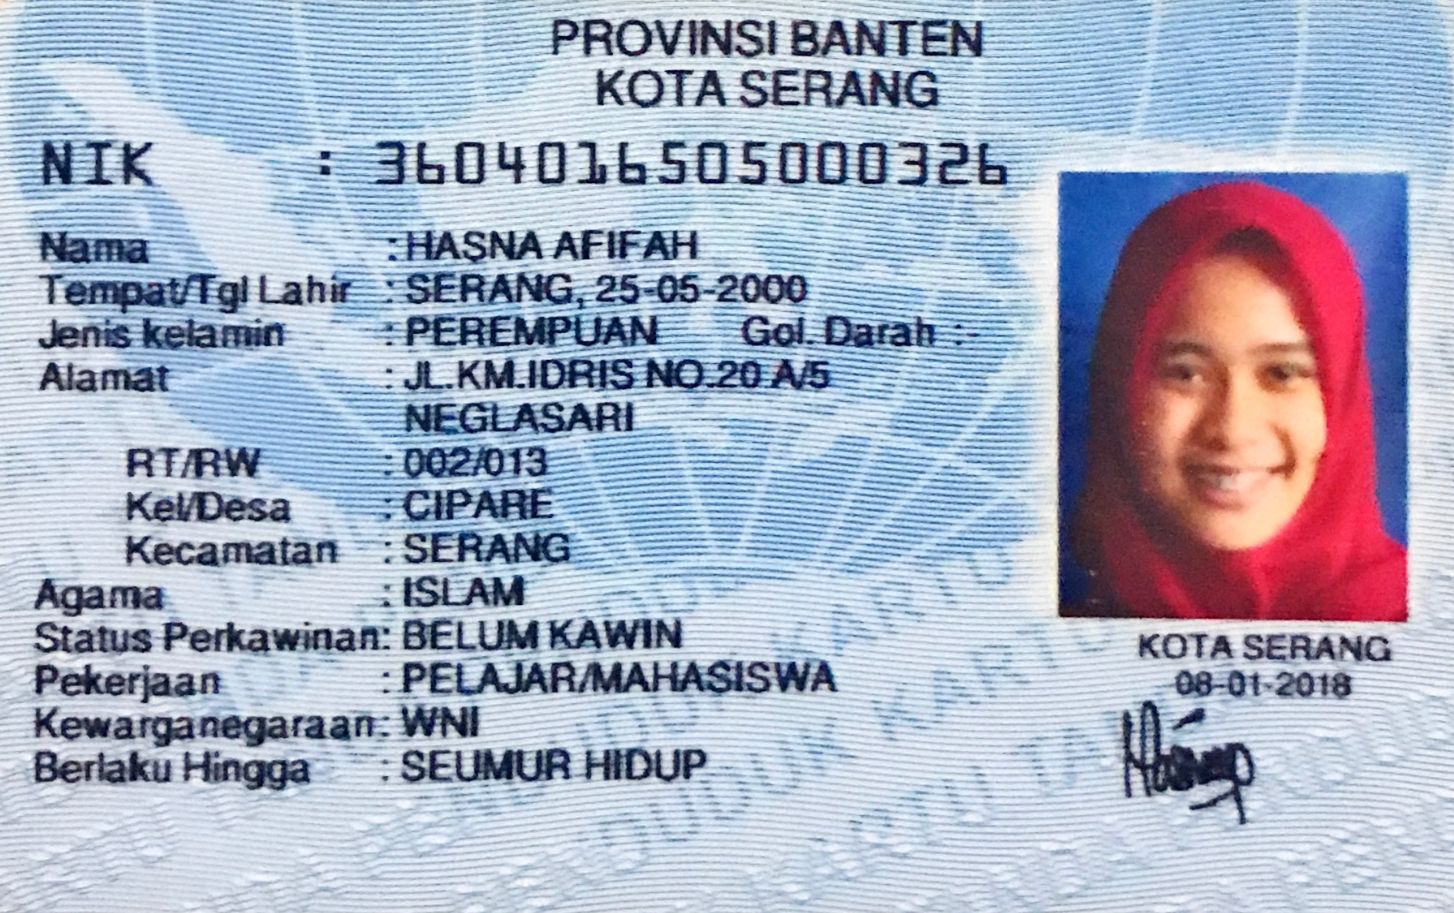 PROVINSI BANTEN
KOTA SERANG
NIK : 3604016505000326
Nama : HASNA AFIFAH
Tempat/Tgl Lahir : SERANG, 25-05-2000
Jenis kelamin : PEREMPUAN Gol. Darah :-
Alamat : JL.KM.IDRIS NO.20 A/5
NEGLASARI
RT/RW : 002/013
Kel/Desa : CIPARE
Kecamatan : SERANG
Agama : ISLAM
Status Perkawinan: BELUM KAWIN
Pekerjaan : PELAJAR/MAHASISWA
Kewarganegaraan: WNI
Berlaku Hingga : SEUMUR HIDUP
KOTA SERANG
08-01-2018